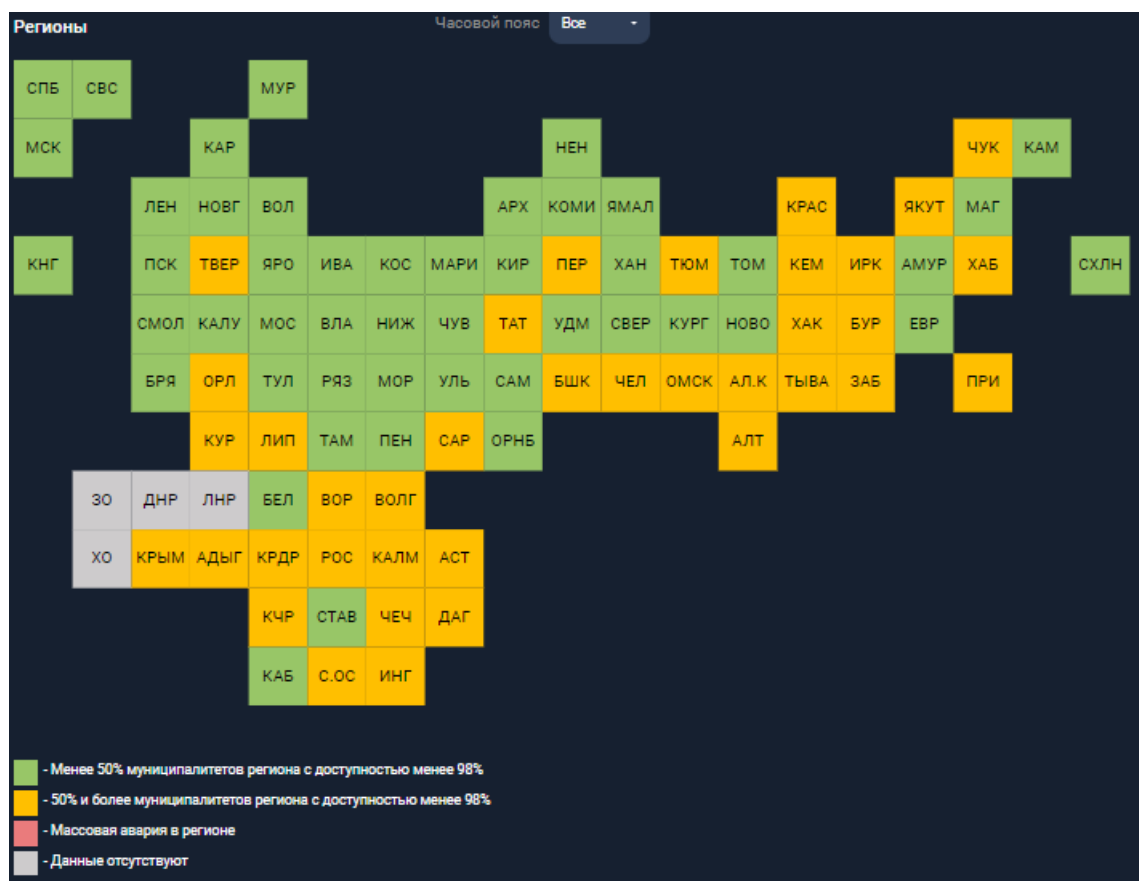 Регионы Часовой пояс Все
СПБ СВС МУР
МСК КАР НЕН ЧУК КАМ
ЛЕН НОВГ ВОЛ АРХ КОМИ ЯМАЛ КРАС ЯКУТ МАГ
КНГ ПСК ТВЕР ЯРО ИВА КОС МАРИ КИР ПЕР ХАН ТЮМ ТОМ КЕМ ИРК АМУР ХАБ СХЛН
СМОЛ КАЛУ МОС ВЛА НИЖ ЧУВ ТАТ УДМ СВЕР КУРГ НОВО ХАК БУР ЕВР
БРЯ ОРЛ ТУЛ РЯЗ МОР УЛЬ САМ БШК ЧЕЛ ОМСК АЛ.К ТЫВА ЗАБ ПРИ
КУР ЛИП ТАМ ПЕН САР ОРНБ АЛТ
ЗО ДНР ЛНР БЕЛ ВОР ВОЛГ
ХО КРЫМ АДЫГ КРДР РОС КАЛМ АСТ
КЧР СТАВ ЧЕЧ ДАГ
КАБ С.ОС ИНГ
- Менее 50% муниципалитетов региона с доступностью менее 98%
- 50% и более муниципалитетов региона с доступностью менее 98%
- Массовая авария в регионе
- Данные отсутствуют